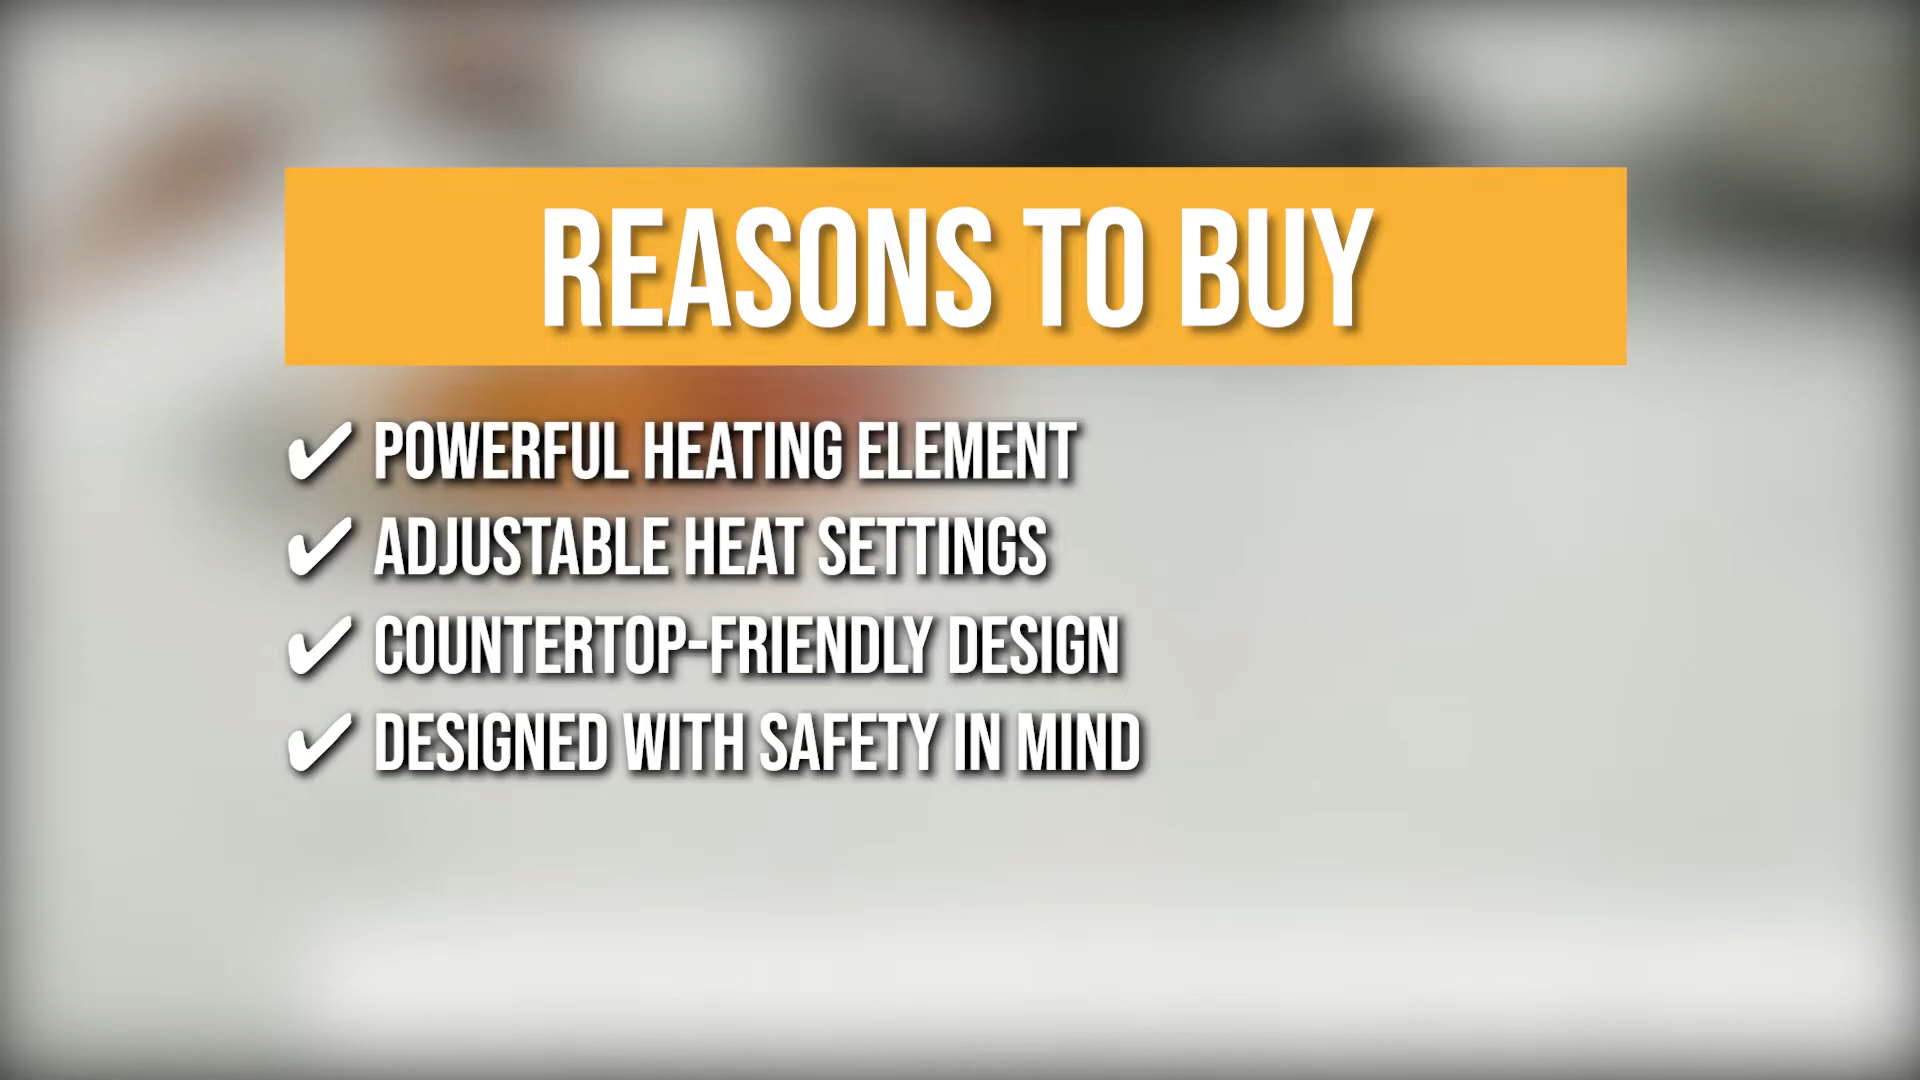 REASONS TO BUY
✔ POWERFUL HEATING ELEMENT
✔ ADJUSTABLE HEAT SETTINGS
✔ COUNTERTOP-FRIENDLY DESIGN
✔ DESIGNED WITH SAFETY IN MIND